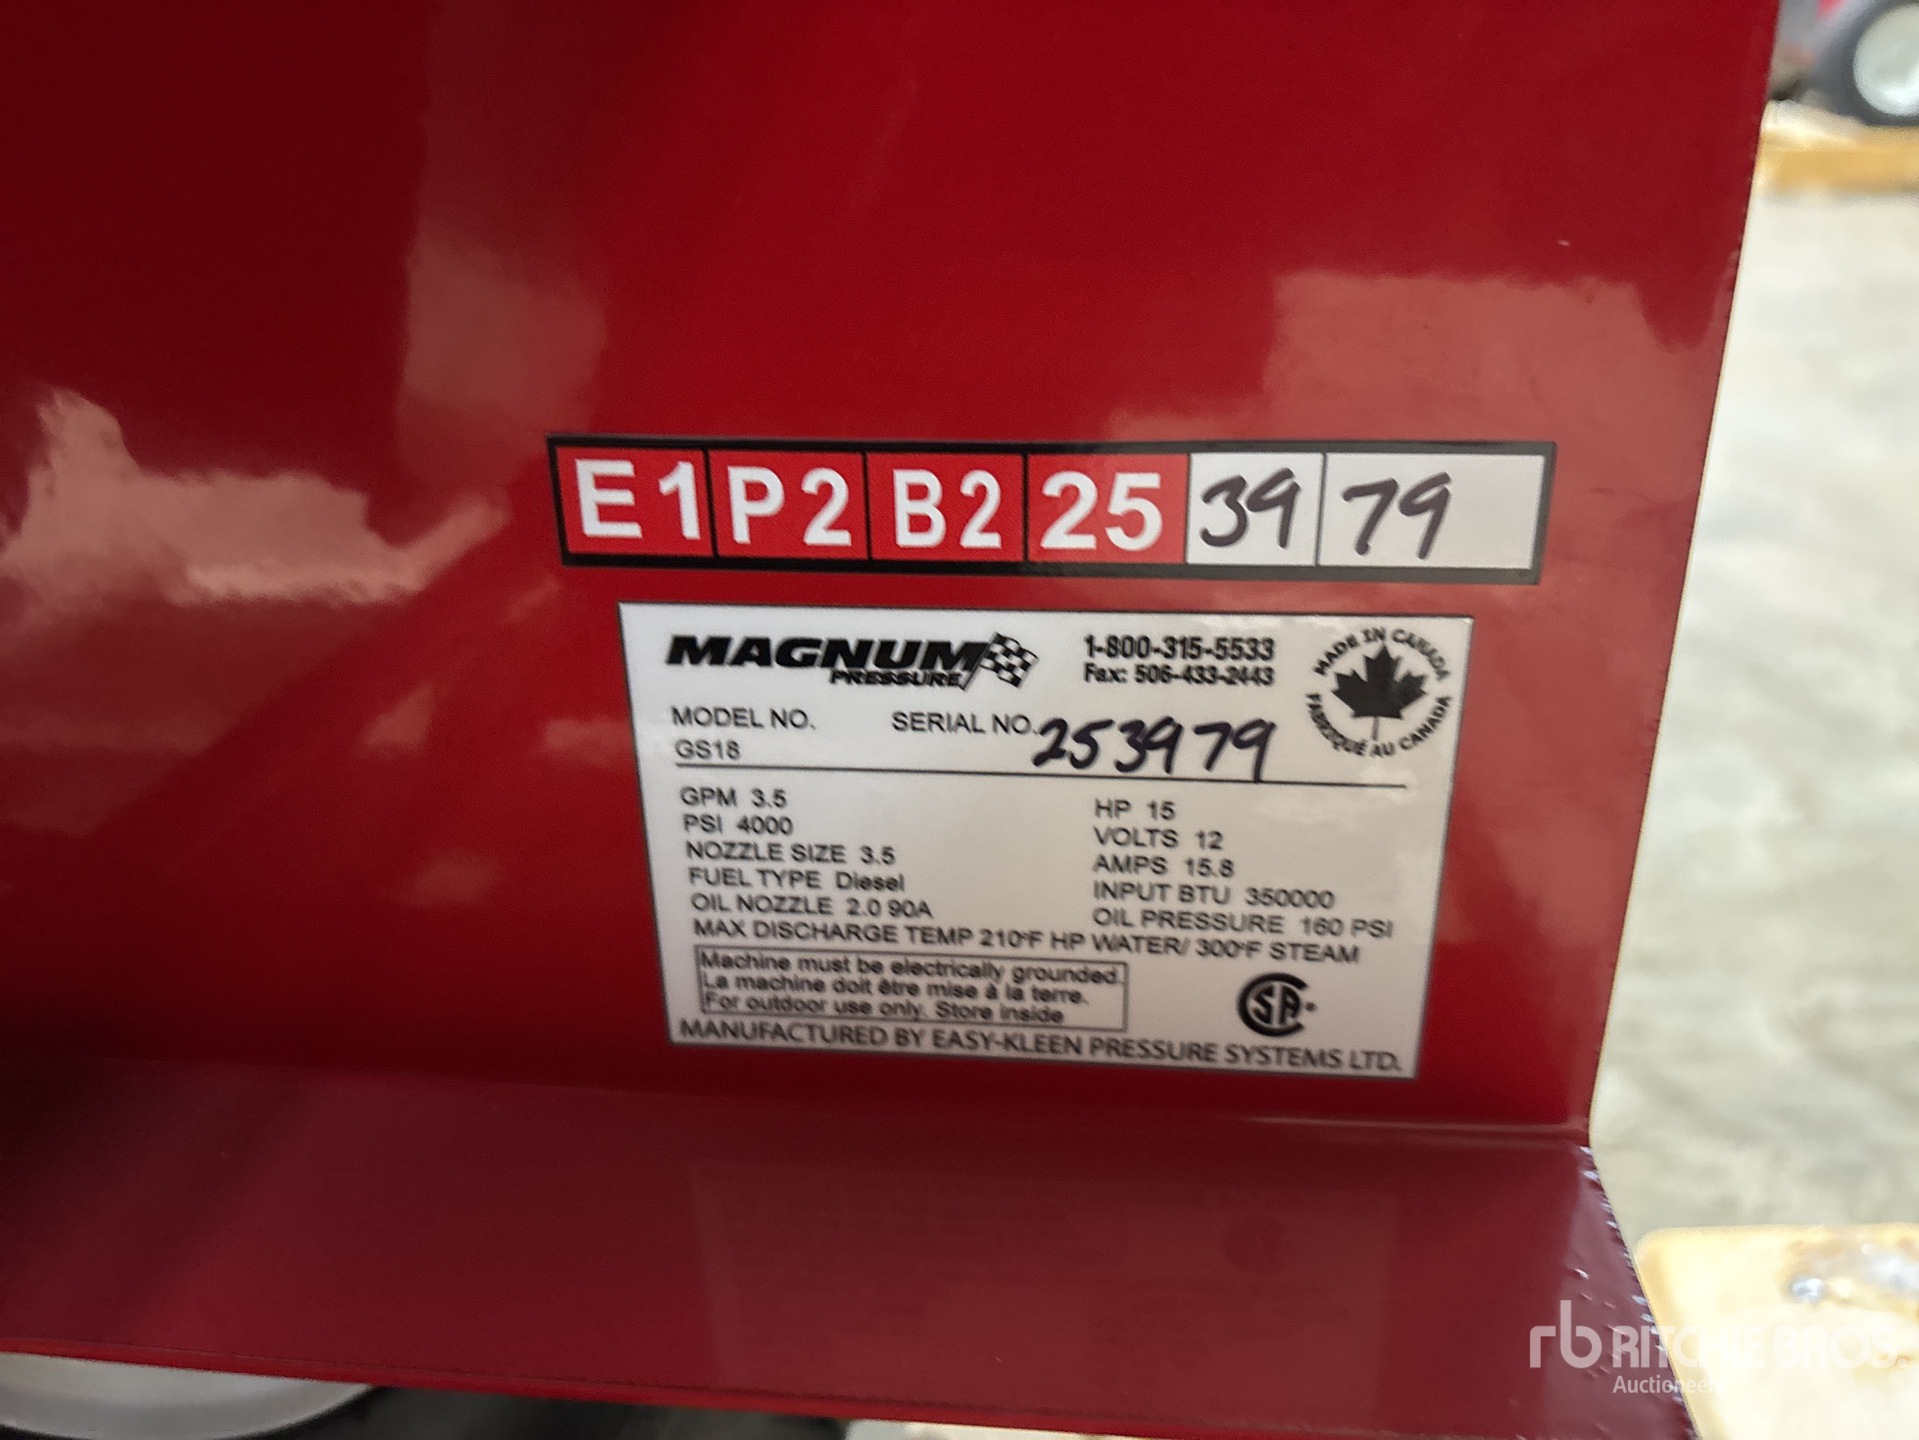 E1 P2 B2 25 39 79
MAGNUM
PRESSURE
1-800-315-5533
Fax: 506-433-2443
MADE IN CANADA
FABRIQUÉ AU CANADA
MODEL NO. SERIAL NO. 253979
GS18
GPM 3.5
PSI 4000
NOZZLE SIZE 3.5
FUEL TYPE Diesel
OIL NOZZLE 2.0 90A
HP 15
VOLTS 12
AMPS 15.8
INPUT BTU 350000
OIL PRESSURE 160 PSI
MAX DISCHARGE TEMP 210°F HP WATER/ 300°F STEAM
Machine must be electrically grounded.
La machine doit être mise à la terre.
For outdoor use only. Store inside
CSA
MANUFACTURED BY EASY-KLEEN PRESSURE SYSTEMS LTD.
rb RITCHIE BROS.
Auctioneers